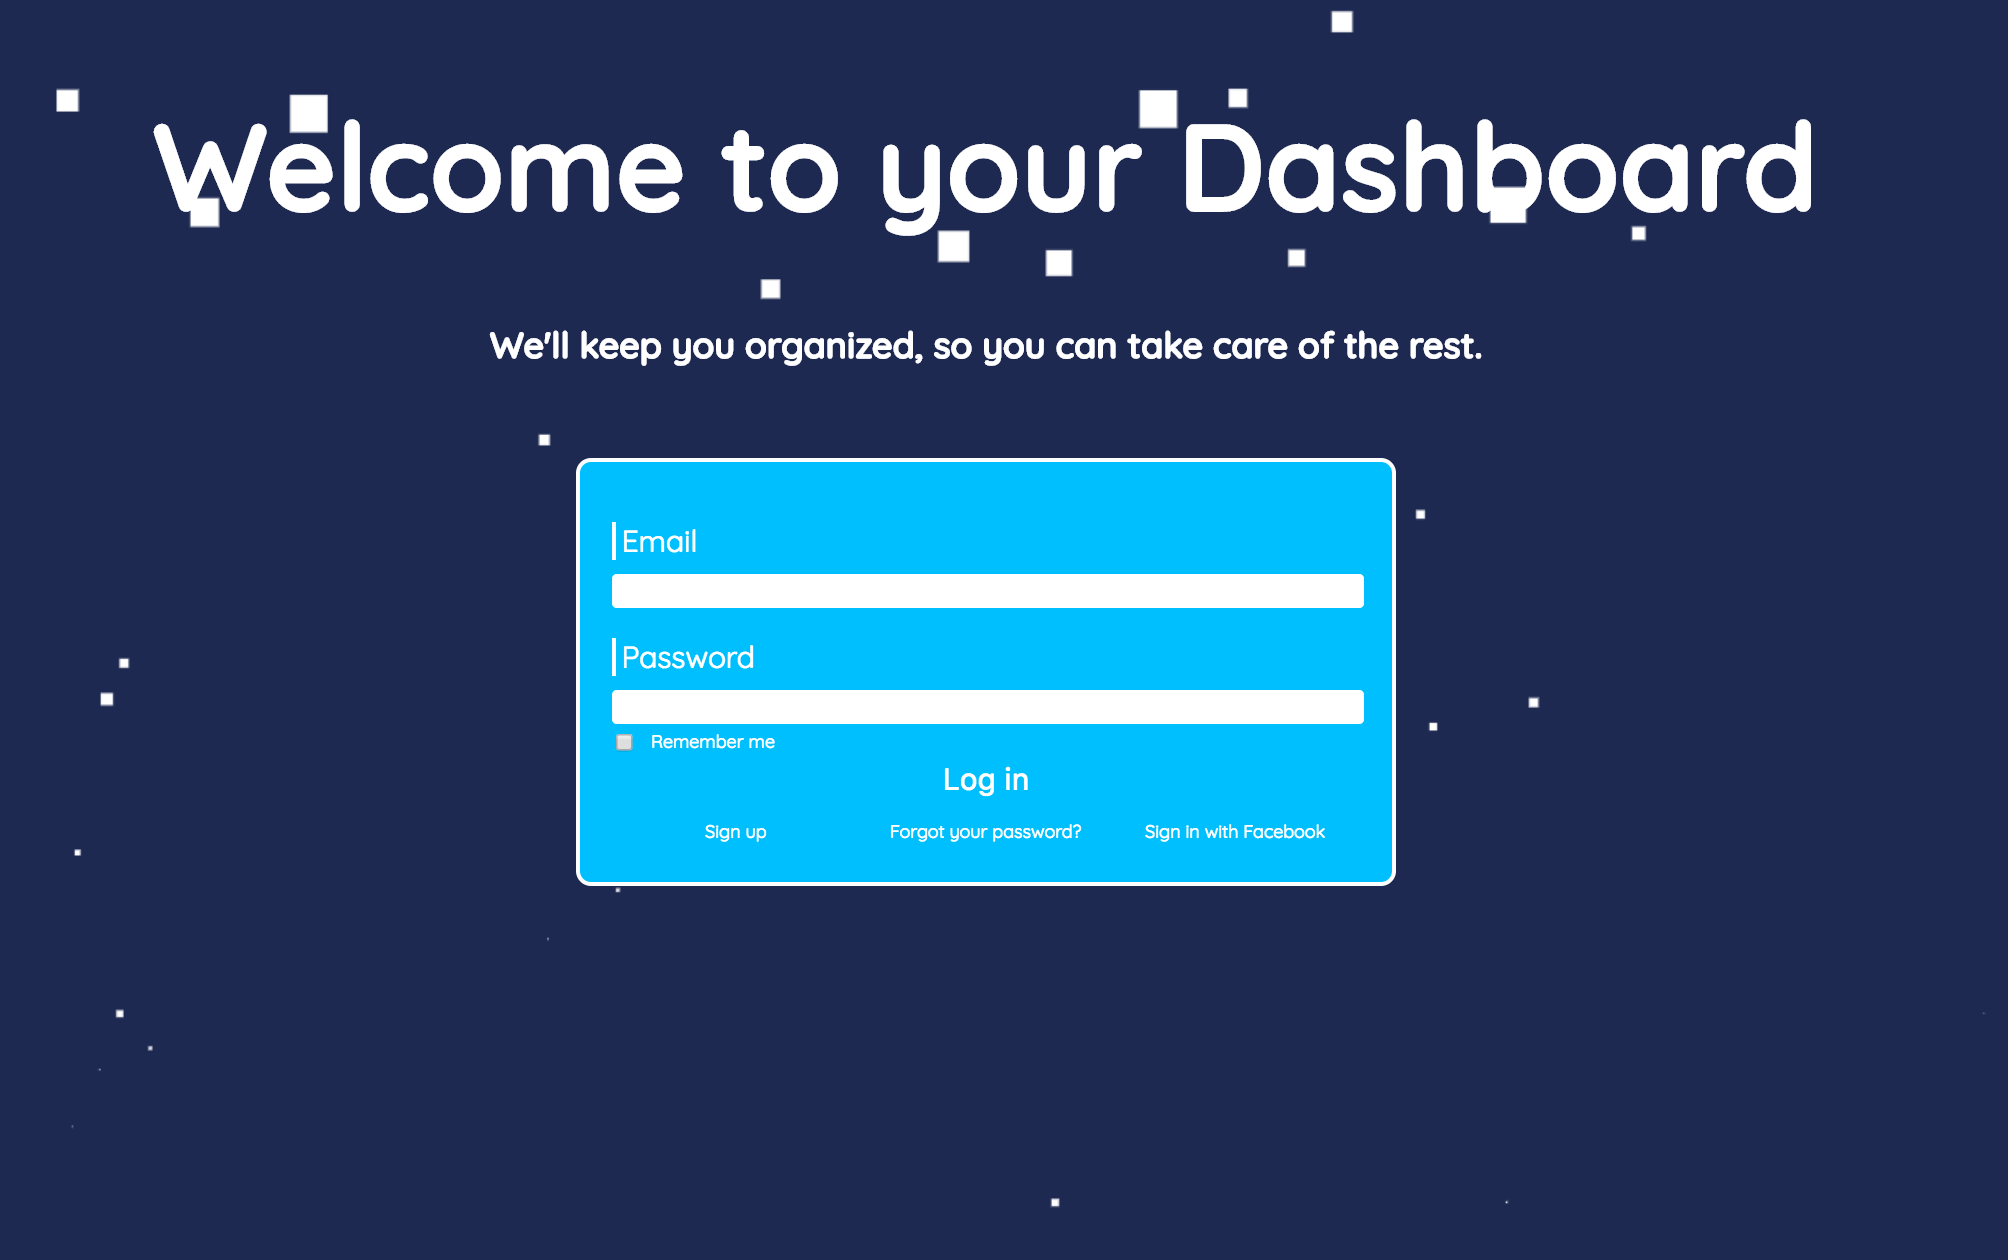 Welcome to your Dashboard
We'll keep you organized, so you can take care of the rest.
Email
Password
Remember me
Log in
Sign up Forgot your password? Sign in with Facebook